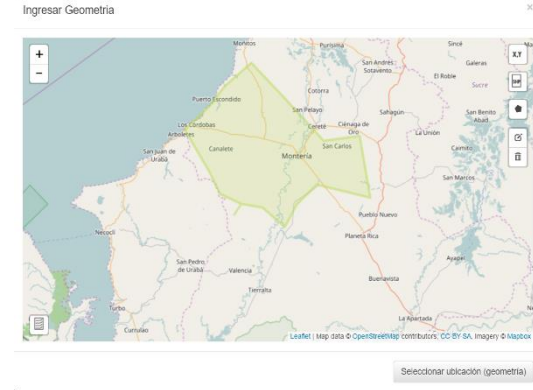 Ingresar Geometria
×
+
−
X,Y
Moñitos
Purísima
Sincé
San Andrés
Sotavento
Galeras
El Roble
Sucre
Cotorra
Puerto Escondido
San Pelayo
Sahagún
San Benito
Abad
Los Córdobas
Cereté
Ciénaga de
Oro
La Unión
Arboletes
Canalete
San Carlos
Caimito
San Juan de
Urabá
Montería
San Marcos
Pueblo Nuevo
Necoclí
Planeta Rica
San Pedro
de Urabá
Valencia
Ayapel
Buenavista
Tierralta
Turbo
La Apartada
Currulao
Leaflet | Map data © OpenStreetMap contributors, CC BY-SA, Imagery © Mapbox
Seleccionar ubicación (geometria)